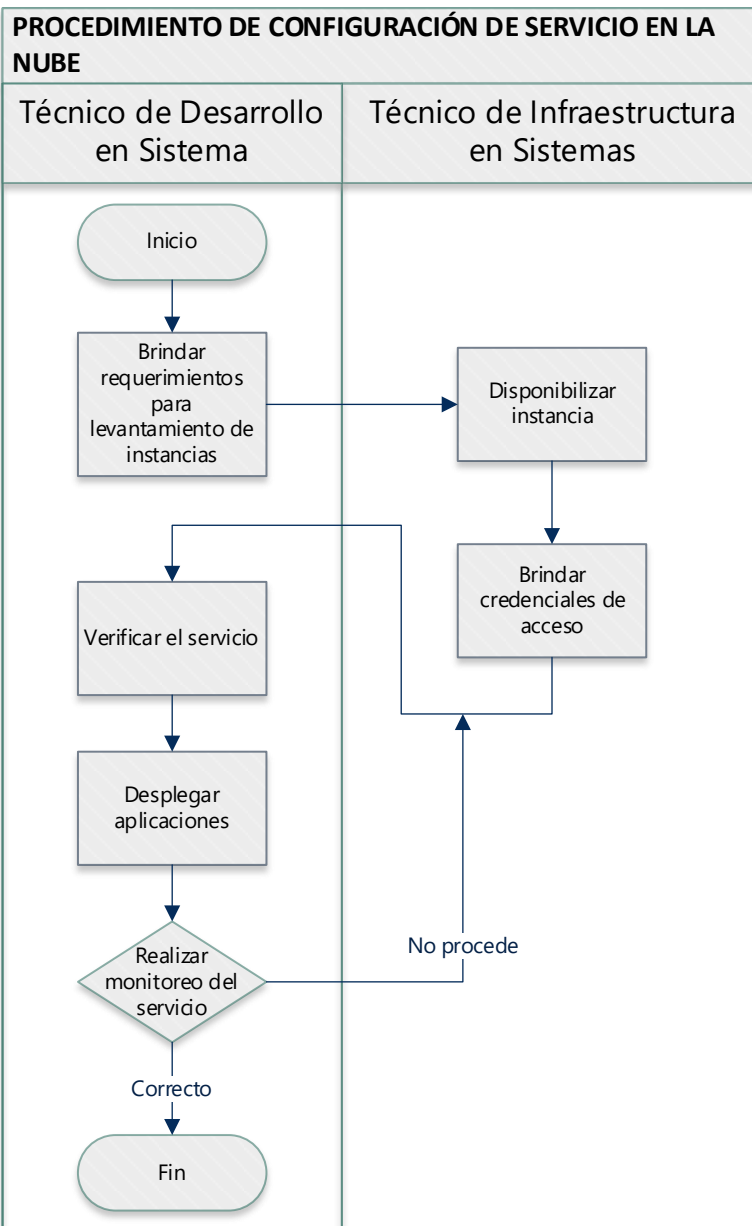 PROCEDIMIENTO DE CONFIGURACIÓN DE SERVICIO EN LA
NUBE
Técnico de Desarrollo
en Sistema
Técnico de Infraestructura
en Sistemas
Inicio
Brindar
requerimientos
para
levantamiento de
instancias
Disponibilizar
instancia
Brindar
credenciales de
acceso
Verificar el servicio
Desplegar
aplicaciones
Realizar
monitoreo del
servicio
No procede
Correcto
Fin